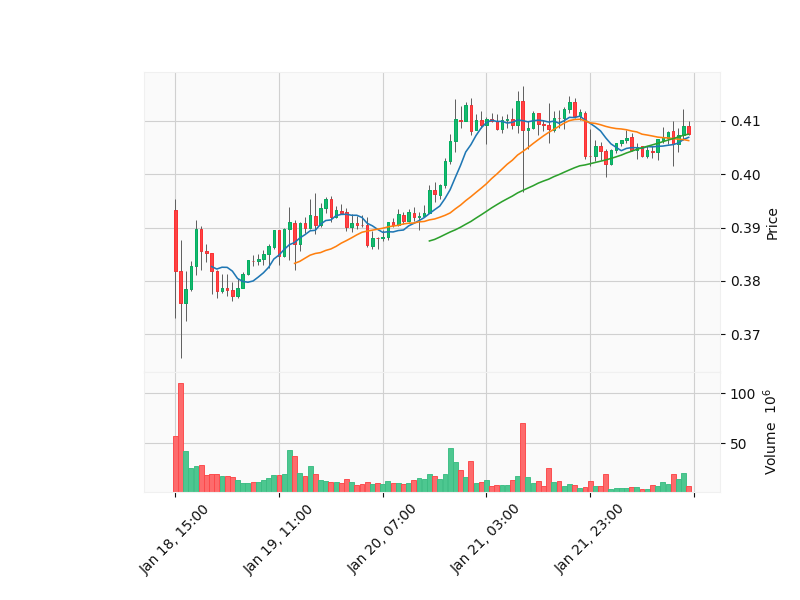 0.41
0.40
0.39
0.38
0.37
Price
100
50
Volume 10^6
Jan 18, 15:00
Jan 19, 11:00
Jan 20, 07:00
Jan 21, 03:00
Jan 21, 23:00